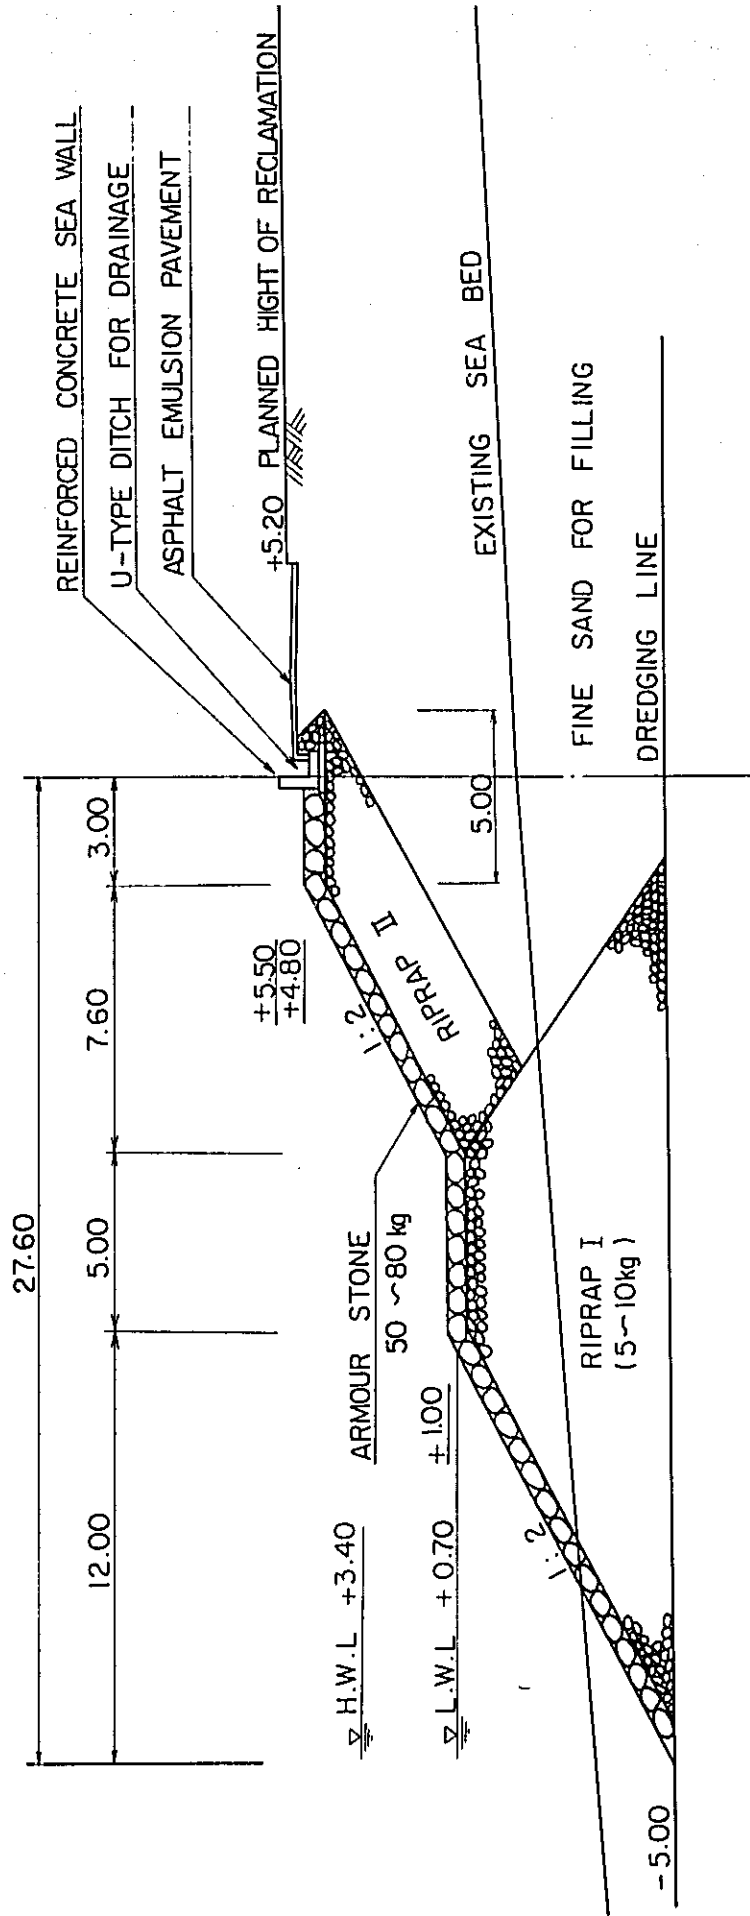 REINFORCED CONCRETE SEA WALL
U-TYPE DITCH FOR DRAINAGE
ASPHALT EMULSION PAVEMENT
+5.20 PLANNED HIGHT OF RECLAMATION
27.60
12.00
5.00
7.60
3.00
+5.50
+4.80
H.W.L +3.40
ARMOUR STONE
50~80 kg
1:2
RIPRAP II
L.W.L +0.70
±1.00
5.00
EXISTING SEA BED
1:2
RIPRAP I
(5~10kg)
FINE SAND FOR FILLING
DREDGING LINE
-5.00